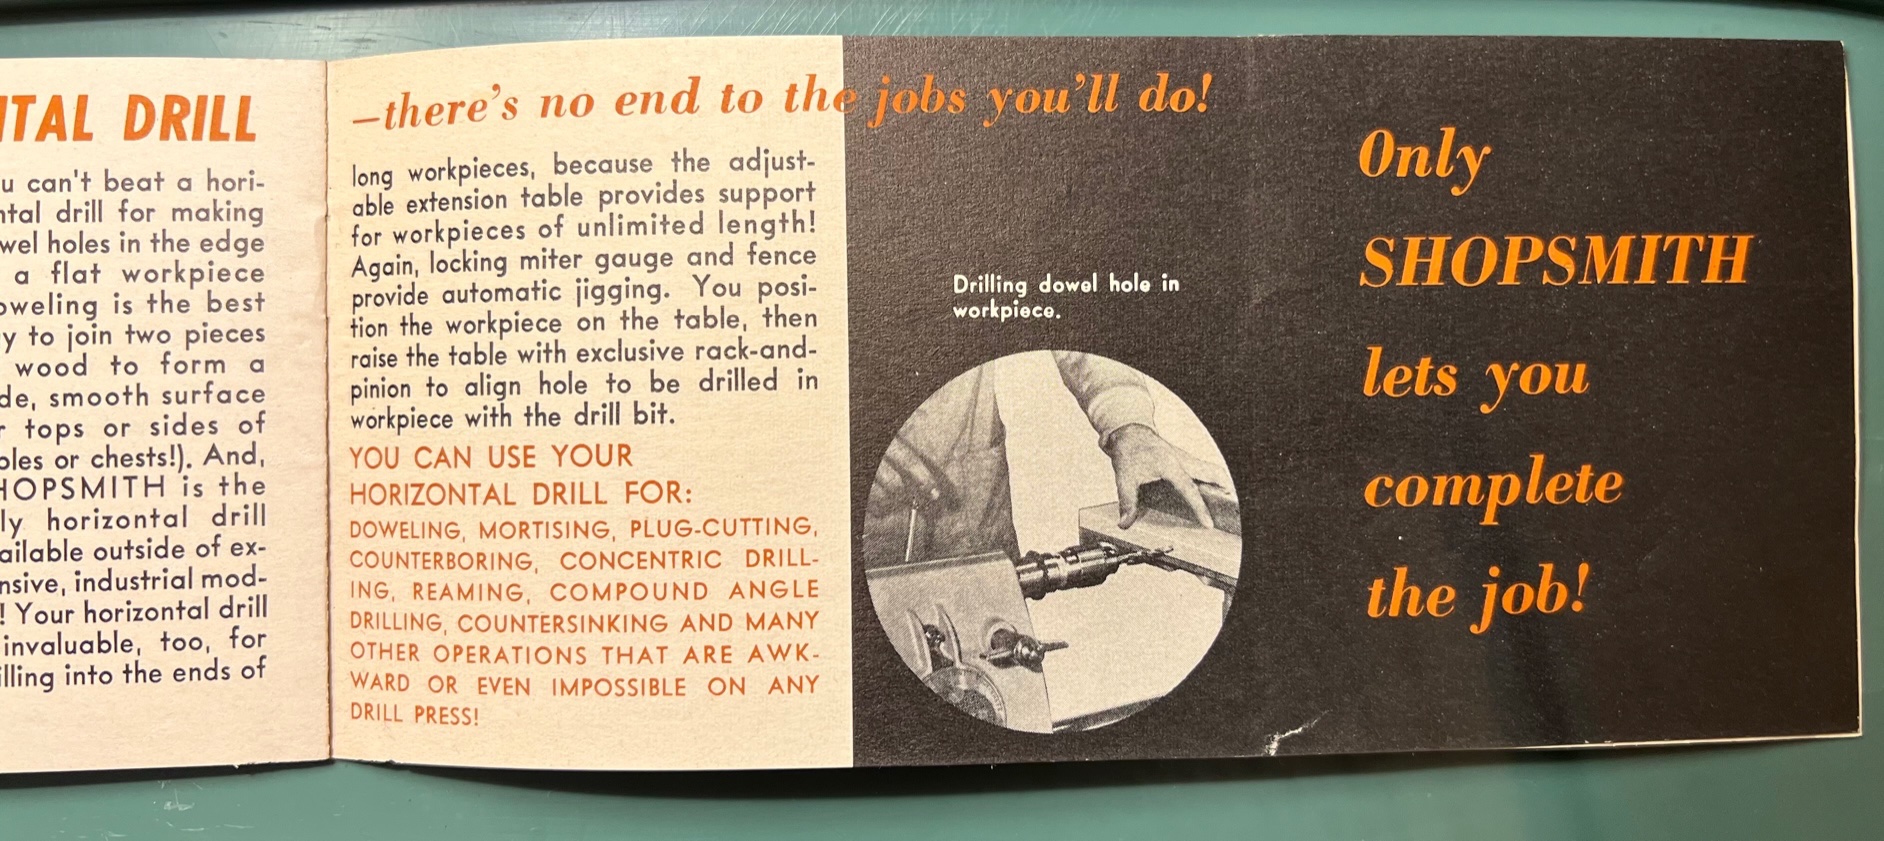 NTAL DRILL
u can't beat a hori-
ntal drill for making
wel holes in the edge
a flat workpiece
oweling is the best
y to join two pieces
wood to form a
de, smooth surface
r tops or sides of
bles or chests!). And,
HOPSMITH is the
ly horizontal drill
ailable outside of ex-
nsive, industrial mod-
! Your horizontal drill
invaluable, too, for
illing into the ends of
—there's no end to the jobs you'll do!
long workpieces, because the adjust-
able extension table provides support
for workpieces of unlimited length!
Again, locking miter gauge and fence
provide automatic jigging. You posi-
tion the workpiece on the table, then
raise the table with exclusive rack-and-
pinion to align hole to be drilled in
workpiece with the drill bit.
YOU CAN USE YOUR
HORIZONTAL DRILL FOR:
DOWELING, MORTISING, PLUG-CUTTING,
COUNTERBORING, CONCENTRIC DRILL-
ING, REAMING, COMPOUND ANGLE
DRILLING, COUNTERSINKING AND MANY
OTHER OPERATIONS THAT ARE AWK-
WARD OR EVEN IMPOSSIBLE ON ANY
DRILL PRESS!
Drilling dowel hole in
workpiece.
Only
SHOPSMITH
lets you
complete
the job!